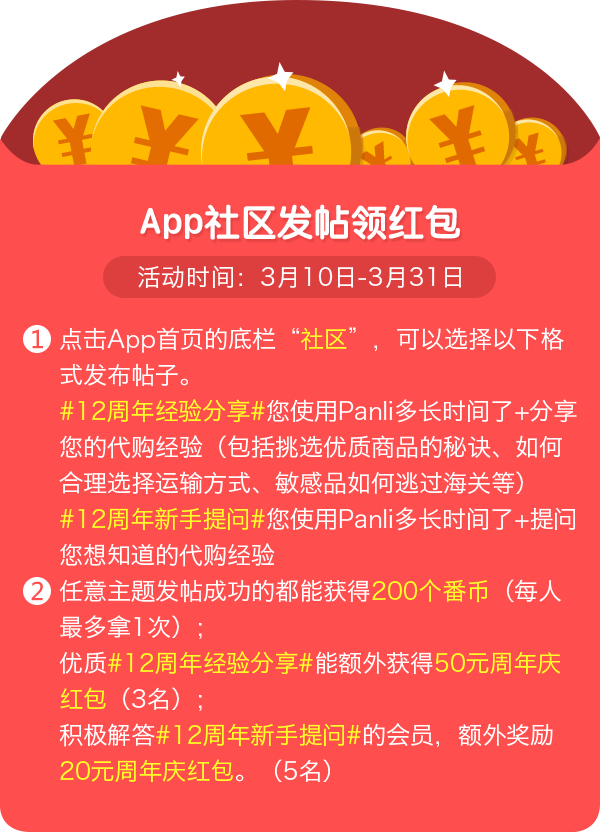 App社区发帖领红包
活动时间：3月10日-3月31日
1 点击App首页的底栏“社区”，可以选择以下格
式发布帖子。
#12周年经验分享#您使用Panli多长时间了+分享
您的代购经验（包括挑选优质商品的秘诀、如何
合理选择运输方式、敏感品如何逃过海关等）
#12周年新手提问#您使用Panli多长时间了+提问
您想知道的代购经验
2 任意主题发帖成功的都能获得200个番币（每人
最多拿1次）；
优质#12周年经验分享#能额外获得50元周年庆
红包（3名）；
积极解答#12周年新手提问#的会员，额外奖励
20元周年庆红包。（5名）